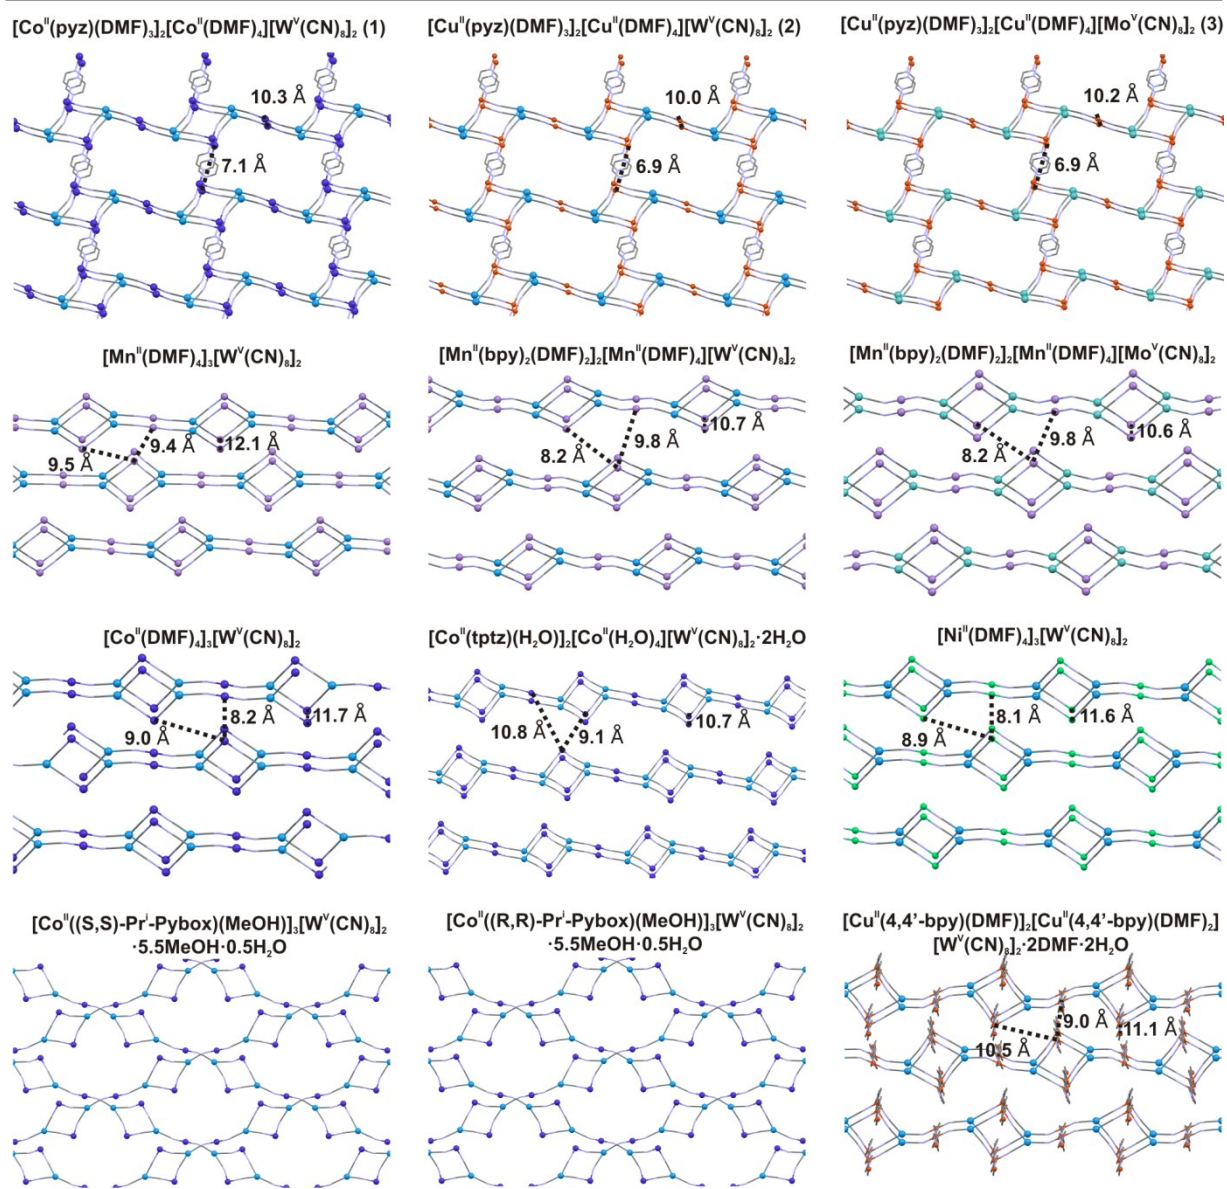 [Co^II(pyz)(DMF)₃]₂[Co^II(DMF)₄][W^V(CN)₈]₂ (1)
[Cu^II(pyz)(DMF)₃]₂[Cu^II(DMF)₄][W^V(CN)₈]₂ (2)
[Cu^II(pyz)(DMF)₃]₂[Cu^II(DMF)₄][Mo^V(CN)₈]₂ (3)
10.3 Å
7.1 Å
10.0 Å
6.9 Å
10.2 Å
6.9 Å
[Mn^II(DMF)₄]₃[W^V(CN)₈]₂
[Mn^II(bpy)₂(DMF)₂]₂[Mn^II(DMF)₄][W^V(CN)₈]₂
[Mn^II(bpy)₂(DMF)₂]₂[Mn^II(DMF)₄][Mo^V(CN)₈]₂
9.4 Å
12.1 Å
9.5 Å
10.7 Å
9.8 Å
8.2 Å
10.6 Å
9.8 Å
8.2 Å
[Co^II(DMF)₄]₃[W^V(CN)₈]₂
[Co^II(tptz)(H₂O)]₂[Co^II(H₂O)₄][W^V(CN)₈]₂·2H₂O
[Ni^II(DMF)₄]₃[W^V(CN)₈]₂
8.2 Å
11.7 Å
9.0 Å
10.7 Å
10.8 Å
9.1 Å
8.1 Å
11.6 Å
8.9 Å
[Co^II((S,S)-Pr^i-Pybox)(MeOH)]₃[W^V(CN)₈]₂
·5.5MeOH·0.5H₂O
[Co^II((R,R)-Pr^i-Pybox)(MeOH)]₃[W^V(CN)₈]₂
·5.5MeOH·0.5H₂O
[Cu^II(4,4'-bpy)(DMF)]₂[Cu^II(4,4'-bpy)(DMF)₂]
[W^V(CN)₈]₂·2DMF·2H₂O
9.0 Å
11.1 Å
10.5 Å